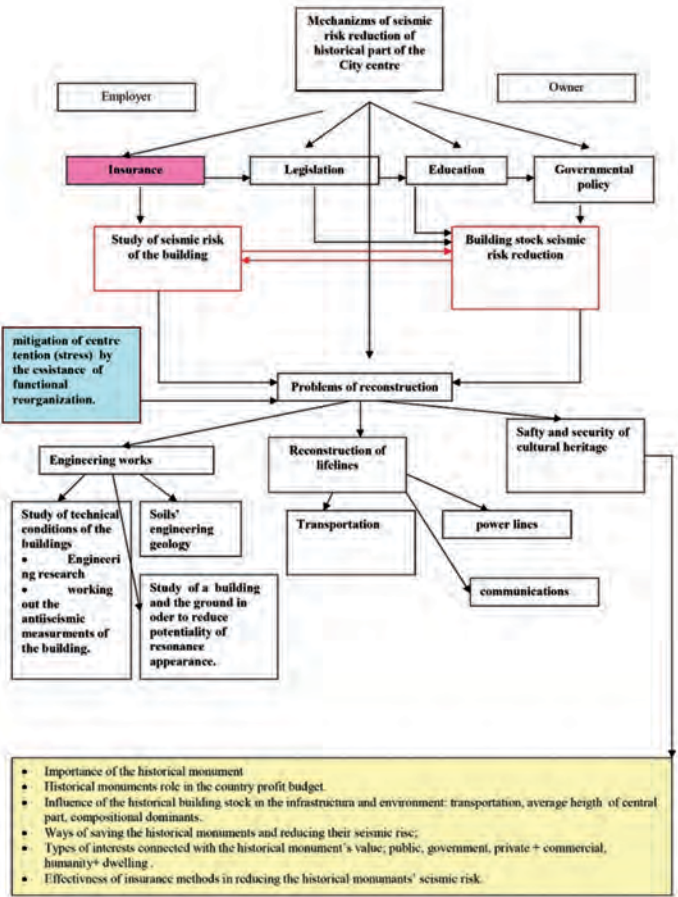 Mechanizms of seismic
risk reduction of
historical part of the
City centre
Employer
Owner
Insurance
Legislation
Education
Governmental
policy
Study of seismic risk
of the building
Building stock seismic
risk reduction
mitigation of centre
tention (stress) by
the essistance of
functional
reorganization.
Problems of reconstruction
Engineering works
Reconstruction of
lifelines
Safty and security of
cultural heritage
Study of technical
conditions of the
buildings
• Engineeri
ng research
• working
out the
antiiseismic
measurments of
the building.
Soils'
engineering
geology
Study of a building
and the ground in
oder to reduce
potentiality of
resonance
appearance.
Transportation
power lines
communications
• Importance of the historical monument
• Historical monuments role in the country profit budget.
• Influence of the historical building stock in the infrastructura and environment: transportation, average heigth of central
part, compositional dominants.
• Ways of saving the historical monuments and reducing their seismic risc;
• Types of interests connected with the historical monument's value; public, government, private + commercial,
humanity+ dwelling .
• Effectivness of insurance methods in reducing the historical monumants' seismic risk.